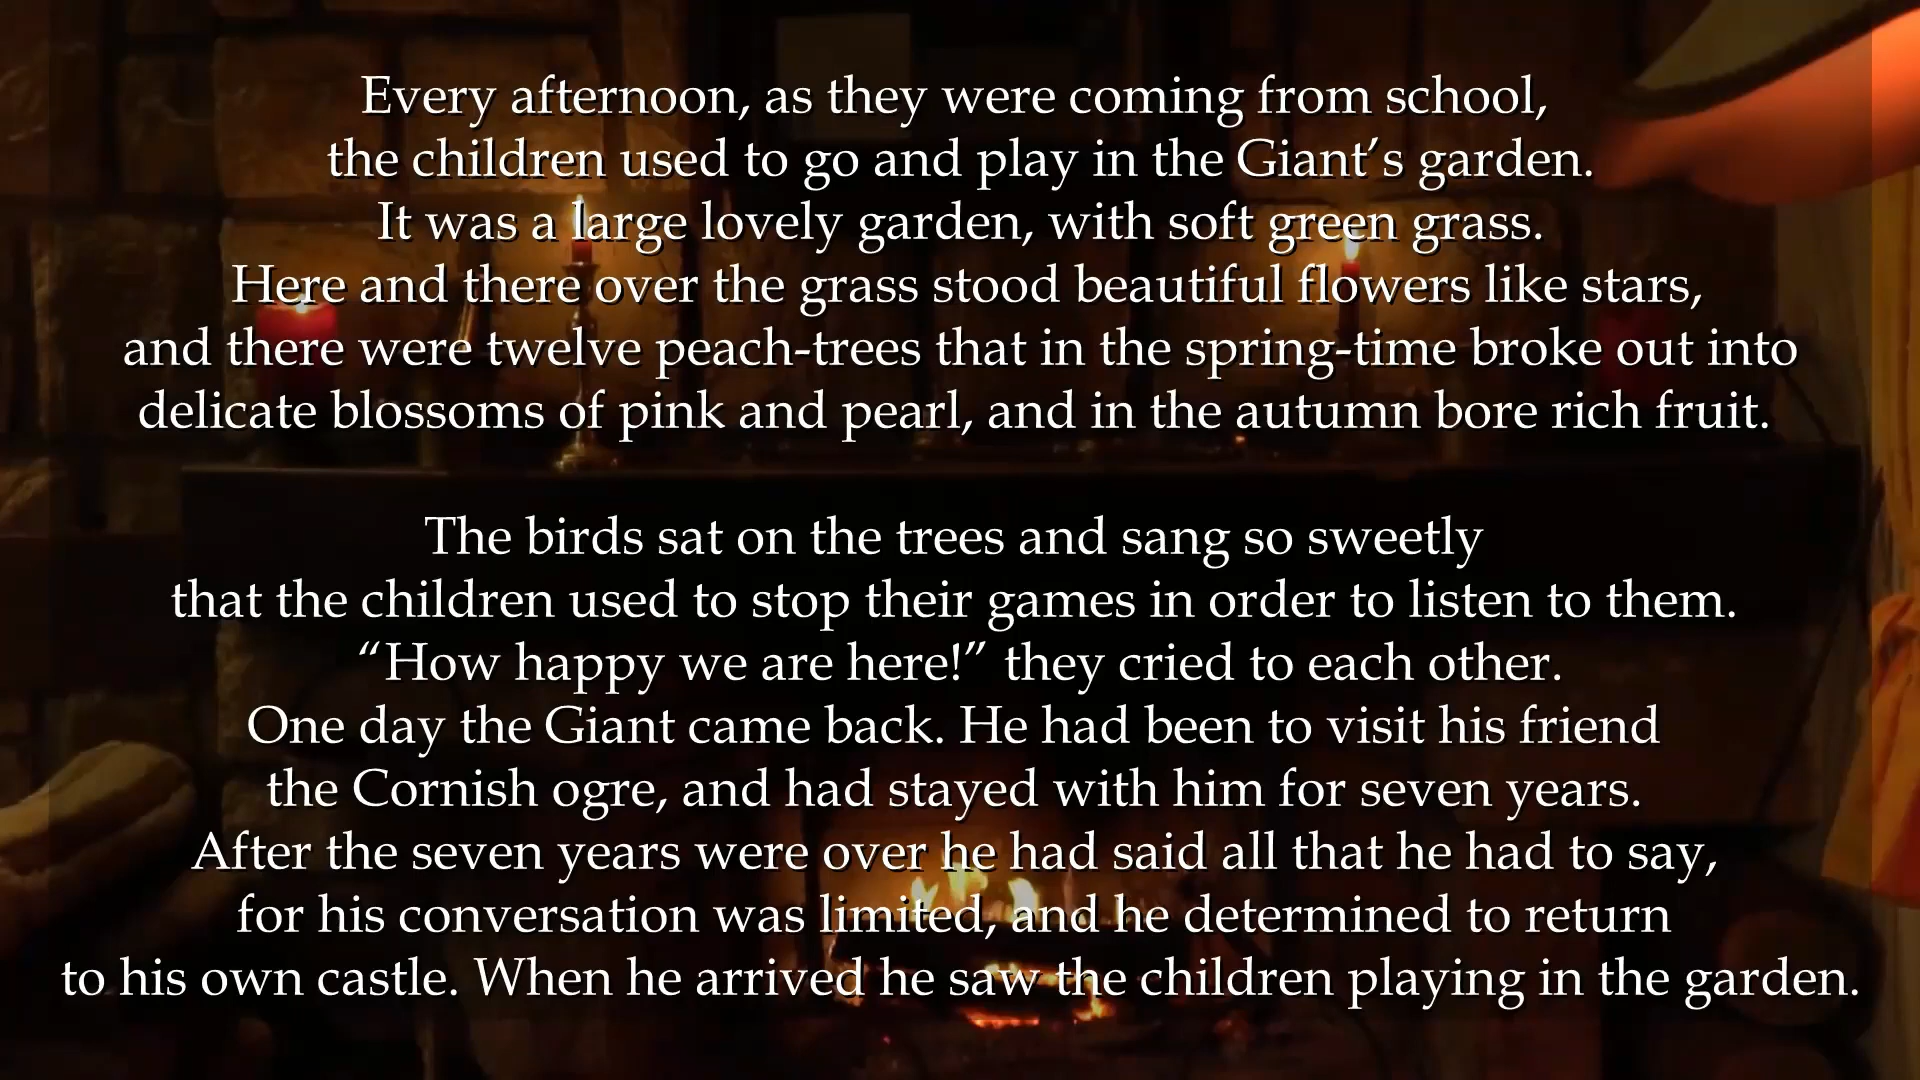 Every afternoon, as they were coming from school,
the children used to go and play in the Giant’s garden.
It was a large lovely garden, with soft green grass.
Here and there over the grass stood beautiful flowers like stars,
and there were twelve peach-trees that in the spring-time broke out into
delicate blossoms of pink and pearl, and in the autumn bore rich fruit.
The birds sat on the trees and sang so sweetly
that the children used to stop their games in order to listen to them.
“How happy we are here!” they cried to each other.
One day the Giant came back. He had been to visit his friend
the Cornish ogre, and had stayed with him for seven years.
After the seven years were over he had said all that he had to say,
for his conversation was limited, and he determined to return
to his own castle. When he arrived he saw the children playing in the garden.